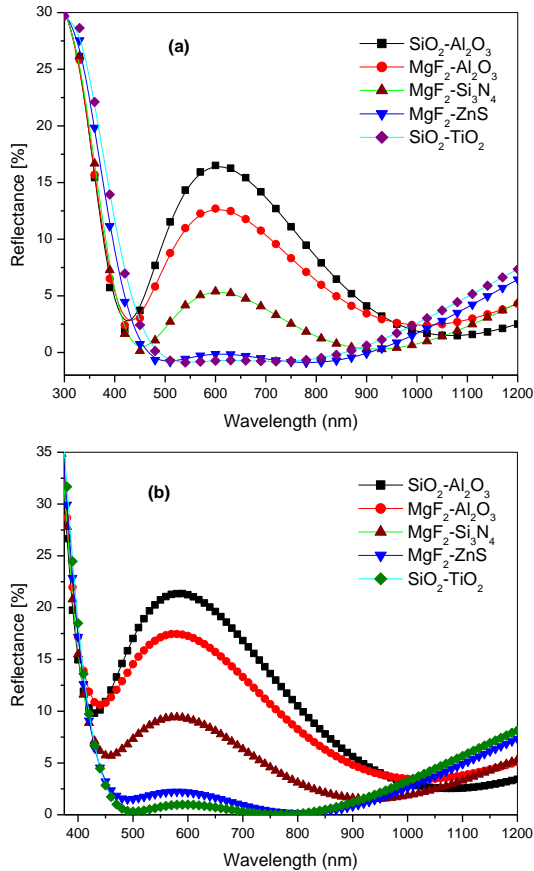 30
25
20
15
10
5
0
300 400 500 600 700 800 900 1000 1100 1200
Reflectance [%]
Wavelength (nm)
(a)
SiO₂-Al₂O₃
MgF₂-Al₂O₃
MgF₂-Si₃N₄
MgF₂-ZnS
SiO₂-TiO₂
35
30
25
20
15
10
5
0
400 500 600 700 800 900 1000 1100 1200
Reflectance [%]
Wavelength (nm)
(b)
SiO₂-Al₂O₃
MgF₂-Al₂O₃
MgF₂-Si₃N₄
MgF₂-ZnS
SiO₂-TiO₂